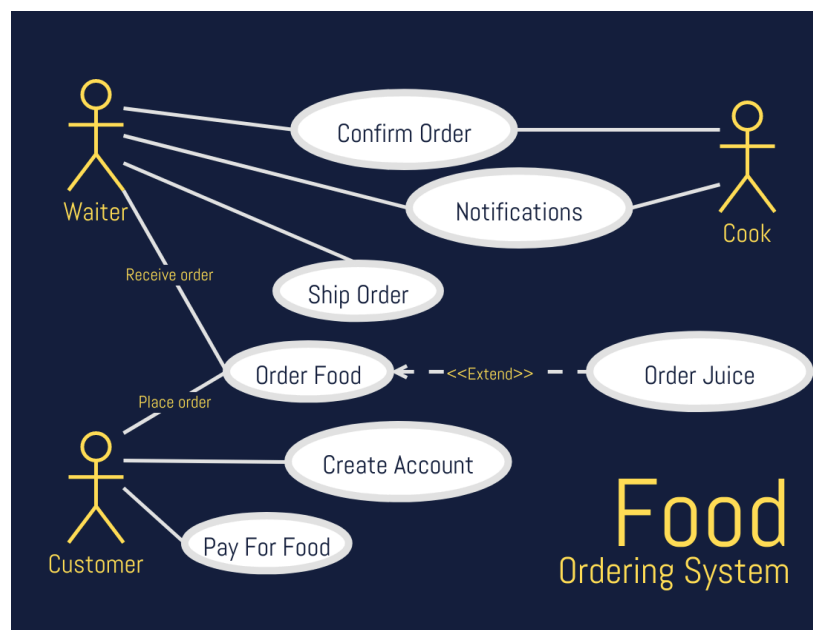 Confirm Order
Waiter
Notifications
Cook
Receive order
Ship Order
Order Food
<<Extend>>
Order Juice
Place order
Create Account
Customer
Pay For Food
Food
Ordering System